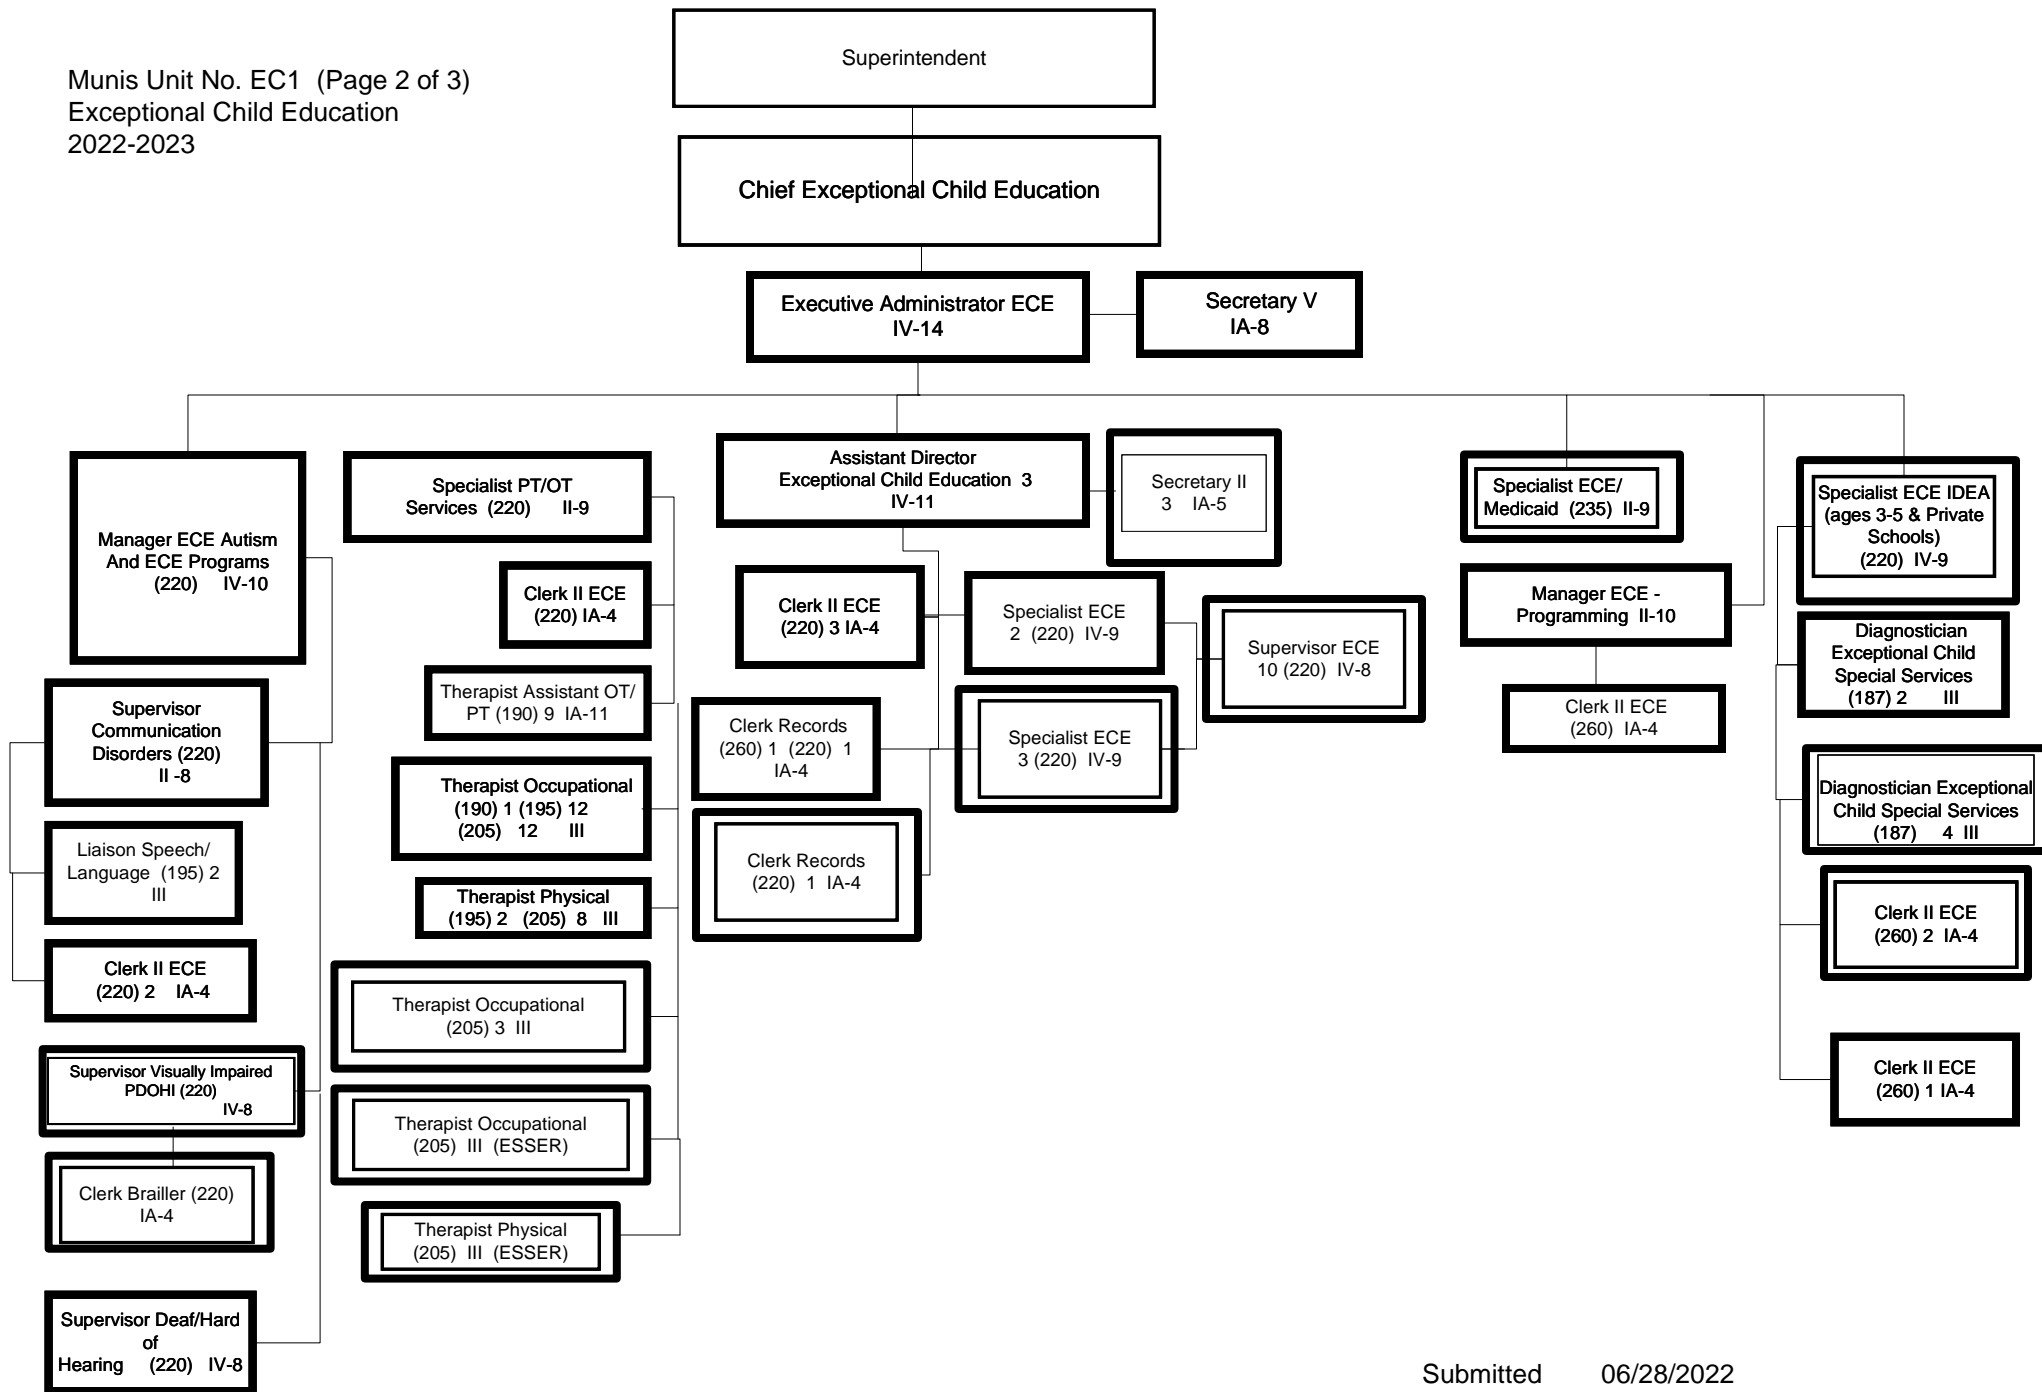 Munis Unit No. EC1 (Page 2 of 3)
Exceptional Child Education
2022-2023
Superintendent
Chief Exceptional Child Education
Executive Administrator ECE
IV-14
Secretary V
IA-8
Manager ECE Autism
And ECE Programs
(220) IV-10
Supervisor
Communication
Disorders (220)
II -8
Liaison Speech/
Language (195) 2
III
Clerk II ECE
(220) 2 IA-4
Supervisor Visually Impaired
PDOHI (220)
IV-8
Clerk Brailler (220)
IA-4
Supervisor Deaf/Hard
of
Hearing (220) IV-8
Specialist PT/OT
Services (220) II-9
Clerk II ECE
(220) IA-4
Therapist Assistant OT/
PT (190) 9 IA-11
Therapist Occupational
(190) 1 (195) 12
(205) 12 III
Therapist Physical
(195) 2 (205) 8 III
Therapist Occupational
(205) 3 III
Therapist Occupational
(205) III (ESSER)
Therapist Physical
(205) III (ESSER)
Assistant Director
Exceptional Child Education 3
IV-11
Secretary II
3 IA-5
Clerk II ECE
(220) 3 IA-4
Specialist ECE
2 (220) IV-9
Supervisor ECE
10 (220) IV-8
Clerk Records
(260) 1 (220) 1
IA-4
Specialist ECE
3 (220) IV-9
Clerk Records
(220) 1 IA-4
Specialist ECE/
Medicaid (235) II-9
Manager ECE -
Programming II-10
Clerk II ECE
(260) IA-4
Specialist ECE IDEA
(ages 3-5 & Private
Schools)
(220) IV-9
Diagnostician
Exceptional Child
Special Services
(187) 2 III
Diagnostician Exceptional
Child Special Services
(187) 4 III
Clerk II ECE
(260) 2 IA-4
Clerk II ECE
(260) 1 IA-4
Submitted 06/28/2022